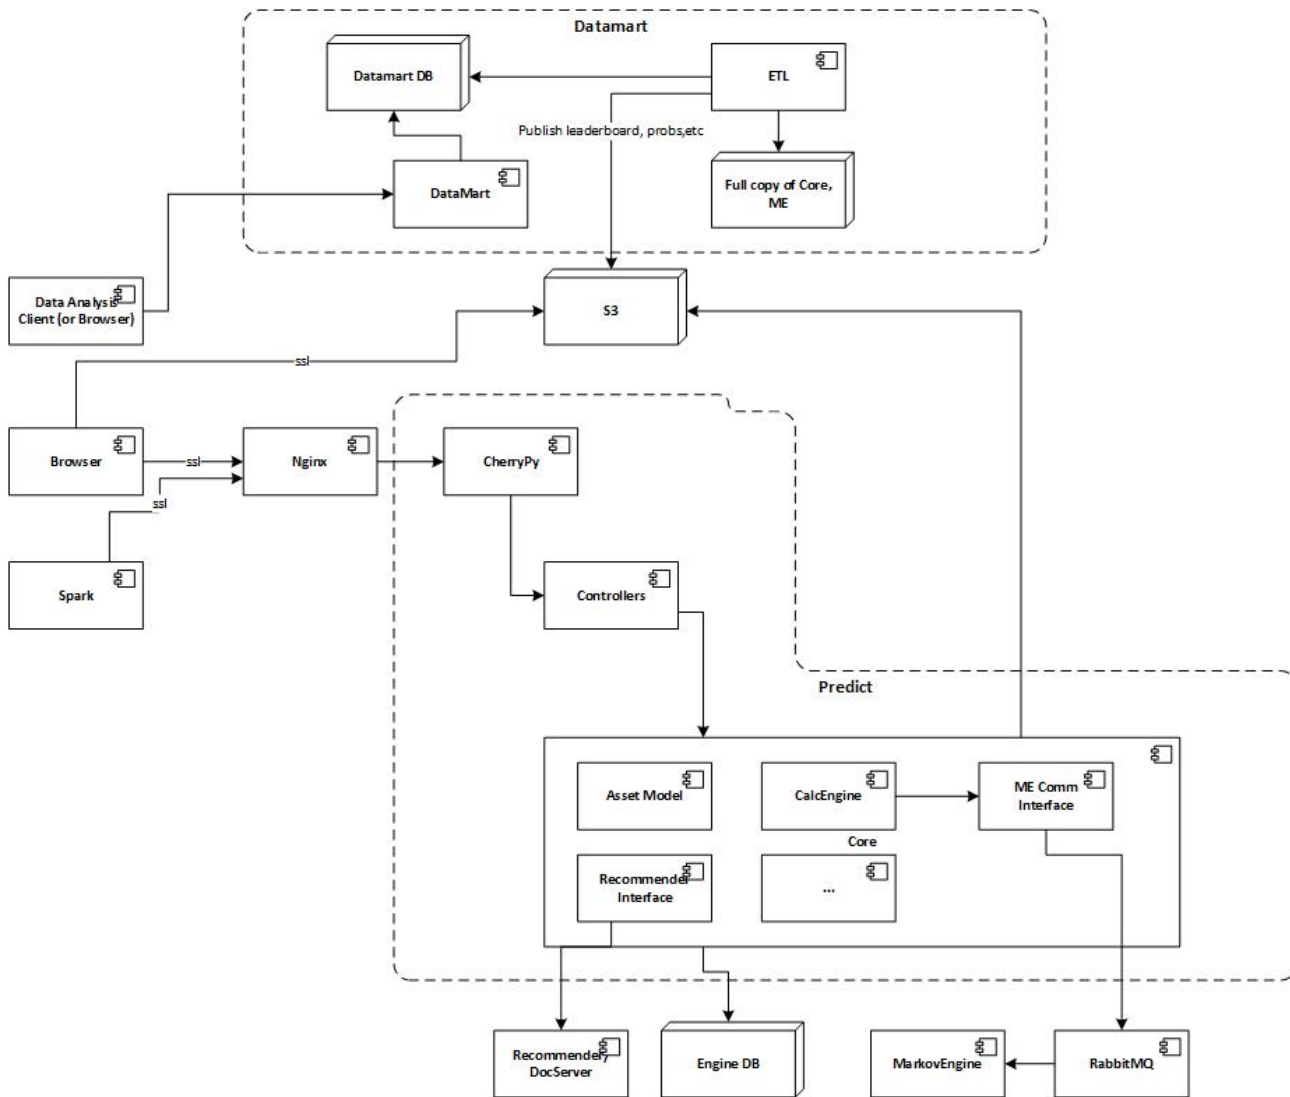 Datamart
Datamart DB
ETL
Publish leaderboard, probs,etc
DataMart
Full copy of Core,
ME
Data Analysis
Client (or Browser)
S3
ssl
Browser
ssl
Nginx
CherryPy
ssl
Spark
Controllers
Predict
Asset Model
CalcEngine
ME Comm
Interface
Core
Recommender
Interface
...
Recommender/
DocServer
Engine DB
MarkovEngine
RabbitMQ